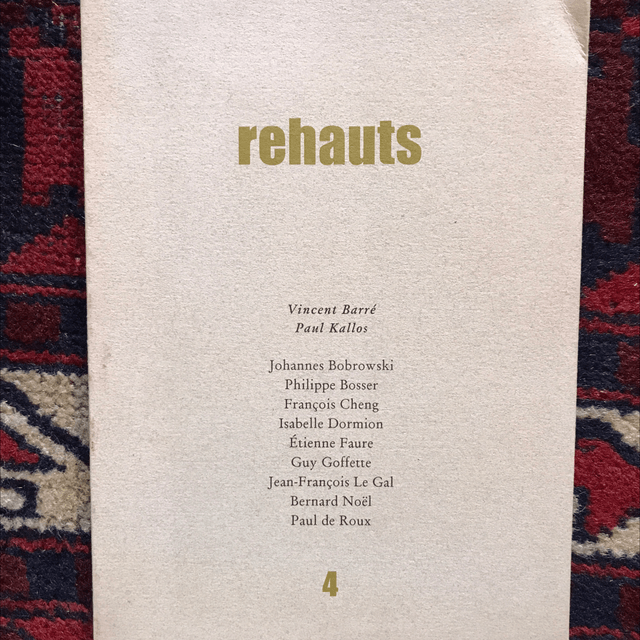 rehauts
Vincent Barré
Paul Kallos
Johannes Bobrowski
Philippe Bosser
François Cheng
Isabelle Dormion
Étienne Faure
Guy Goffette
Jean-François Le Gal
Bernard Noël
Paul de Roux
4